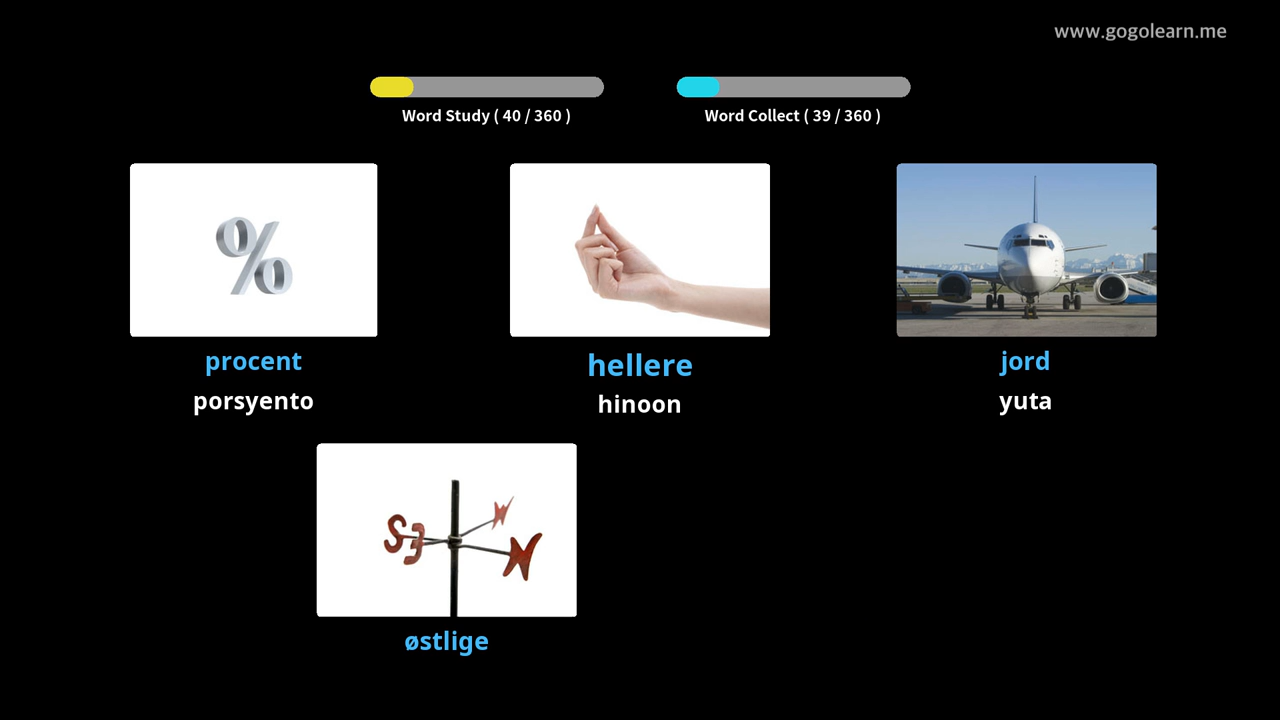 www.gogolearn.me
Word Study ( 40 / 360 )
Word Collect ( 39 / 360 )
%
procent
porsyento
hellere
hinoon
jord
yuta
S
E
N
østlige